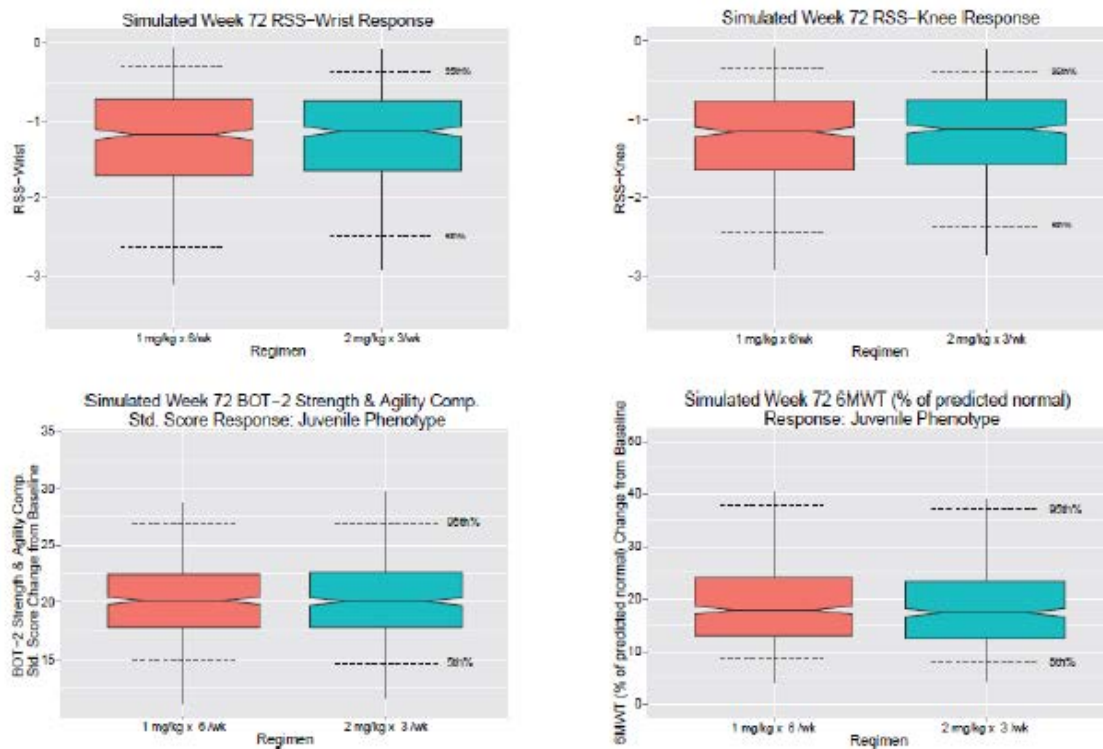 Simulated Week 72 RSS-Wrist Response
0
-1
-2
-3
RSS-Wrist
95th%
5th%
1 mg/kg x 6/wk
2 mg/kg x 3/wk
Regimen
Simulated Week 72 RSS-Knee Response
0
-1
-2
-3
RSS-Knee
95th%
5th%
1 mg/kg x 6/wk
2 mg/kg x 3/wk
Regimen
Simulated Week 72 BOT-2 Strength & Agility Comp.
Std. Score Response: Juvenile Phenotype
35
30
25
20
15
BOT-2 Strength & Agility Comp.
Std. Score Change from Baseline
95th%
5th%
1 mg/kg x 6/wk
2 mg/kg x 3/wk
Regimen
Simulated Week 72 6MWT (% of predicted normal)
Response: Juvenile Phenotype
60
50
40
30
20
10
0
6MWT (% of predicted normal) Change from Baseline
95th%
5th%
1 mg/kg x 6/wk
2 mg/kg x 3/wk
Regimen